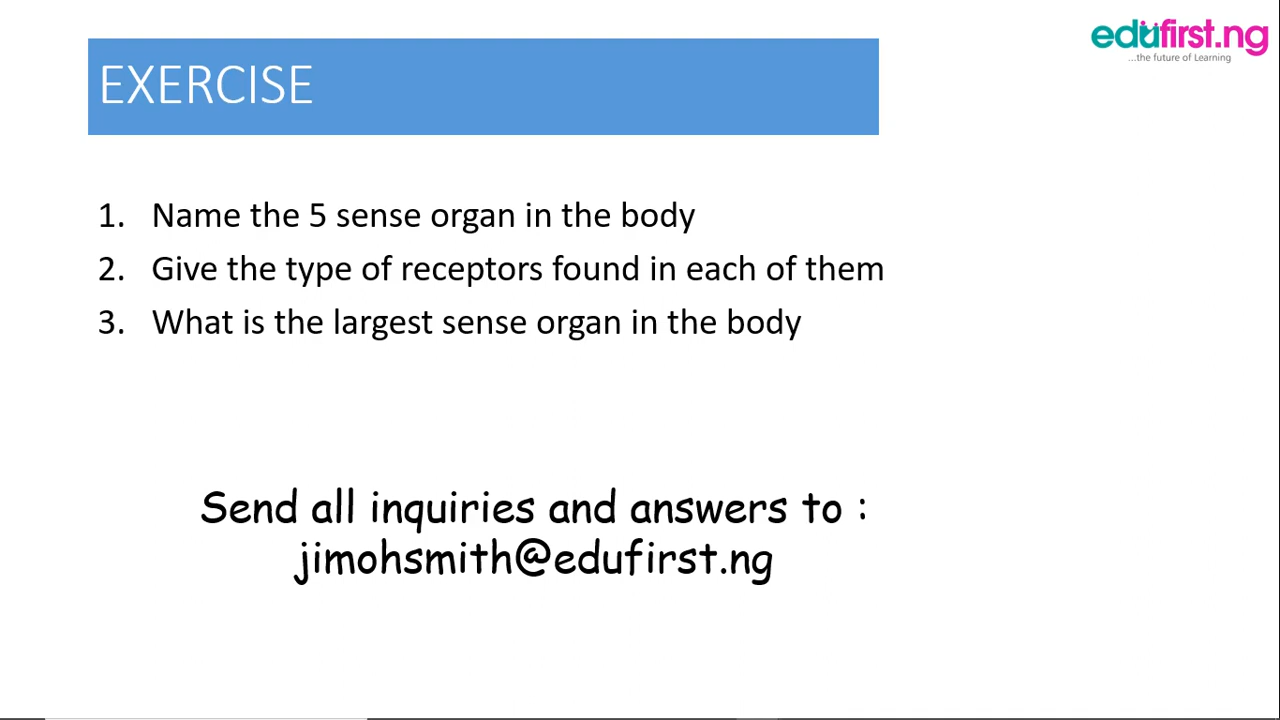 edufirst.ng
...the future of Learning
EXERCISE
1. Name the 5 sense organ in the body
2. Give the type of receptors found in each of them
3. What is the largest sense organ in the body
Send all inquiries and answers to :
jimohsmith@edufirst.ng